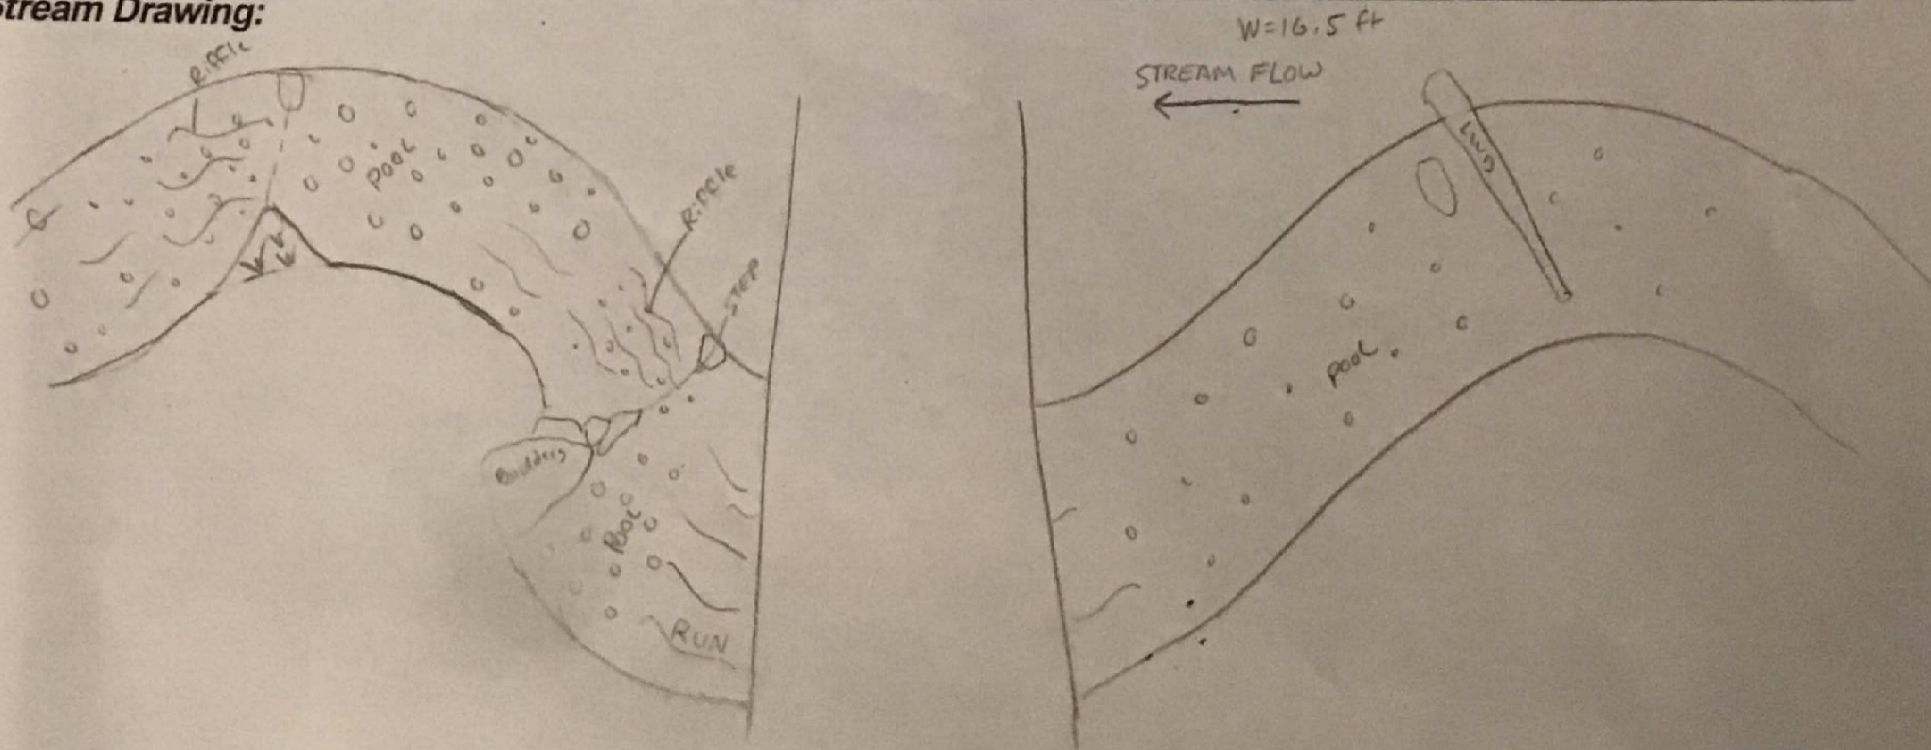 Stream Drawing:
W=16.5 ft
STREAM FLOW
RiffLe
POOL
RiffLe
STEP
LWD
POOL
Boulders
POOL
RUN